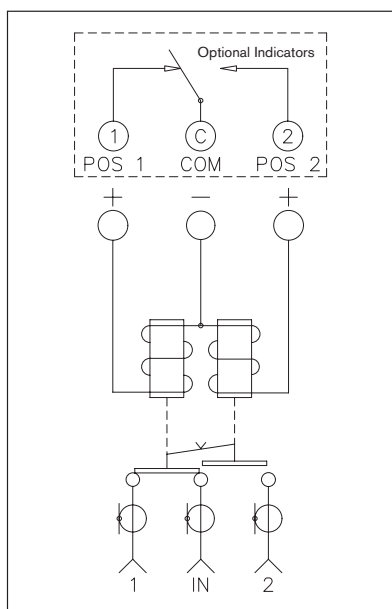 Optional Indicators
1 C 2
POS 1 COM POS 2
+ − +
1 IN 2